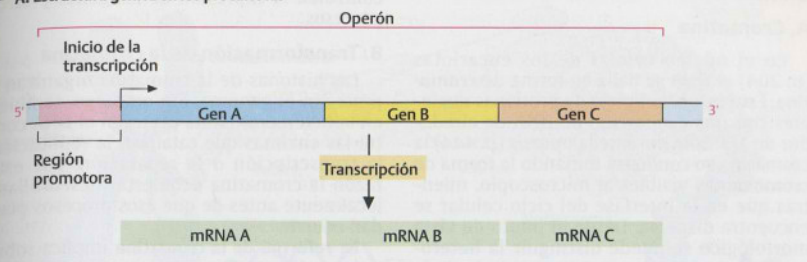 Operón
Inicio de la
transcripción
5' Gen A Gen B Gen C 3'
Región
promotora
Transcripción
mRNA A mRNA B mRNA C